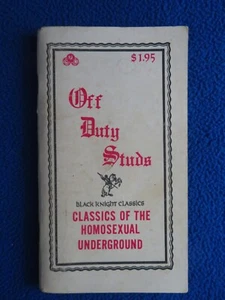 $1.95
Off
Duty
Studs
BLACK KNIGHT CLASSICS
CLASSICS OF THE
HOMOSEXUAL
UNDERGROUND